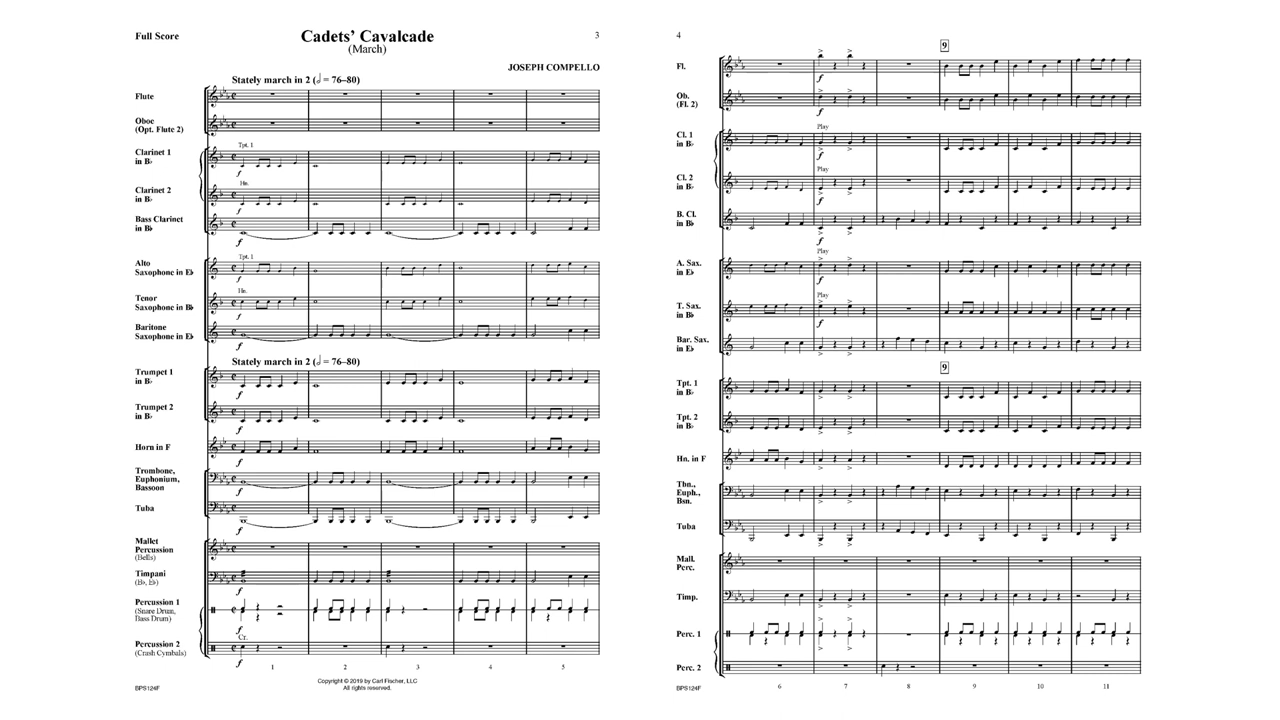 Full Score
Cadets’ Cavalcade
3
(March)
JOSEPH COMPELLO
Stately march in 2 (𝅗𝅥 = 76–80)
Flute
Oboe
(Opt. Flute 2)
Clarinet 1
in B♭
Tpt. 1
f
Clarinet 2
in B♭
Hn.
f
Bass Clarinet
in B♭
f
Alto
Saxophone in E♭
Tpt. 1
f
Tenor
Saxophone in B♭
Hn.
f
Baritone
Saxophone in E♭
f
Stately march in 2 (𝅗𝅥 = 76–80)
Trumpet 1
in B♭
f
Trumpet 2
in B♭
f
Horn in F
f
Trombone,
Euphonium,
Bassoon
f
Tuba
f
Mallet
Percussion
(Bells)
Timpani
(B♭, E♭)
f
Percussion 1
(Snare Drum,
Bass Drum)
f
Percussion 2
(Crash Cymbals)
Cr.
f
1 2 3 4 5
BPS124F
Copyright © 2019 by Carl Fischer, LLC
All rights reserved.
4
9
Fl.
f
Ob.
(Fl. 2)
f
Cl. 1
in B♭
Play
f
Cl. 2
in B♭
Play
f
B. Cl.
in B♭
f
A. Sax.
in E♭
Play
f
T. Sax.
in B♭
Play
f
Bar. Sax.
in E♭
9
Tpt. 1
in B♭
Tpt. 2
in B♭
Hn. in F
Tbn.,
Euph.,
Bsn.
Tuba
Mall.
Perc.
Timp.
Perc. 1
Perc. 2
BPS124F
6 7 8 9 10 11